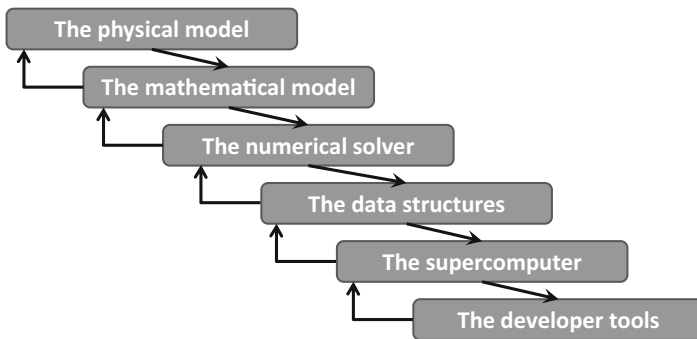 The physical model
The mathematical model
The numerical solver
The data structures
The supercomputer
The developer tools